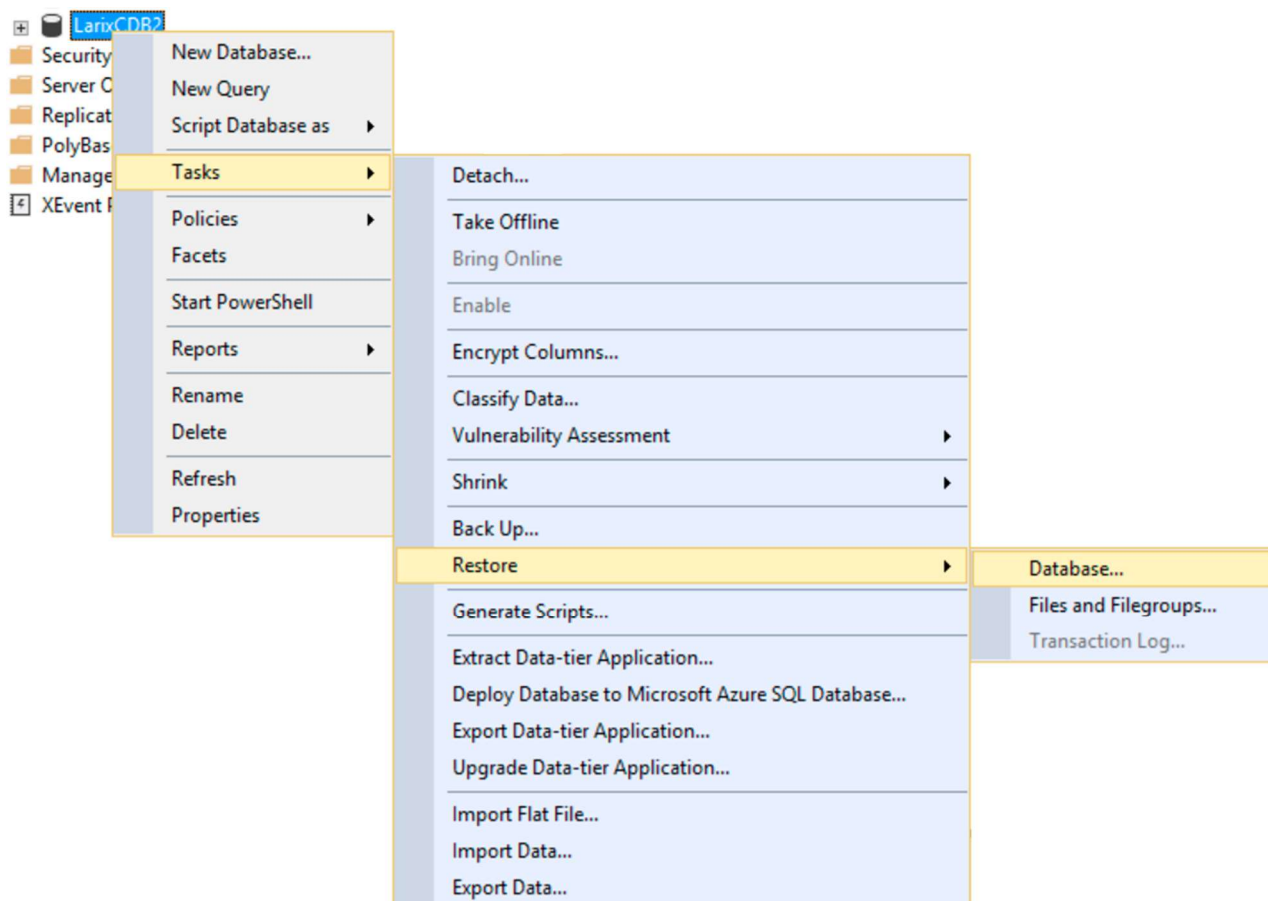 LarixCDB2
Security
Server O
Replicat
PolyBas
Manage
XEvent P
New Database...
New Query
Script Database as
Tasks
Policies
Facets
Start PowerShell
Reports
Rename
Delete
Refresh
Properties
Detach...
Take Offline
Bring Online
Enable
Encrypt Columns...
Classify Data...
Vulnerability Assessment
Shrink
Back Up...
Restore
Generate Scripts...
Extract Data-tier Application...
Deploy Database to Microsoft Azure SQL Database...
Export Data-tier Application...
Upgrade Data-tier Application...
Import Flat File...
Import Data...
Export Data...
Database...
Files and Filegroups...
Transaction Log...